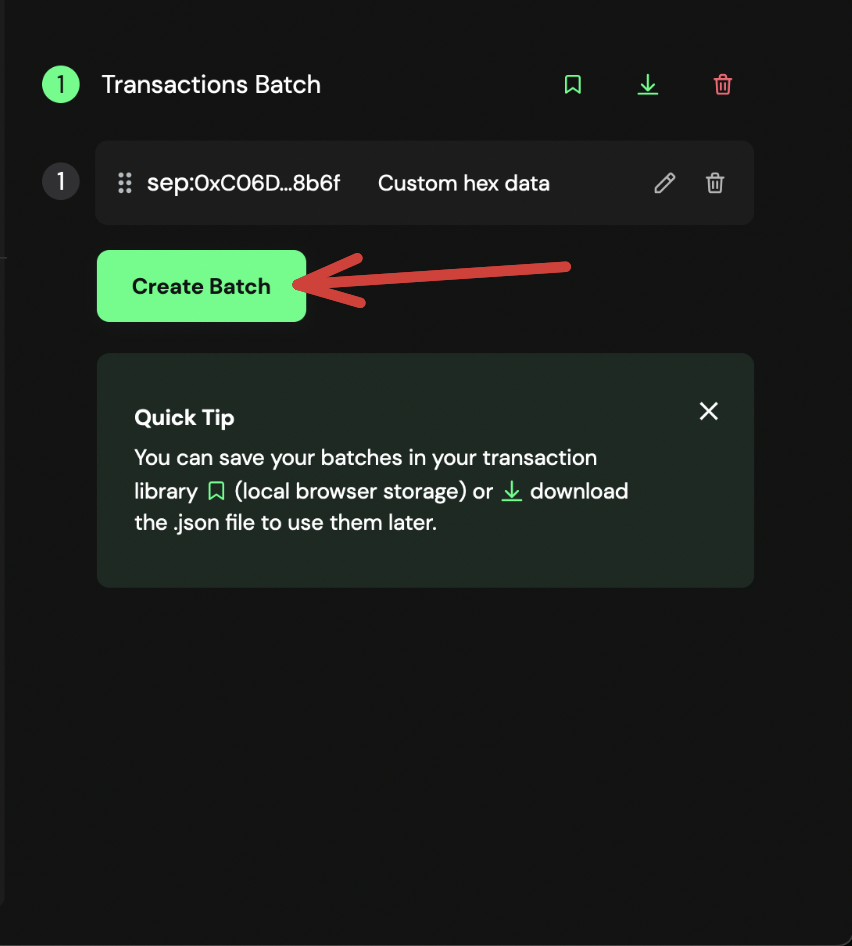 1 Transactions Batch
1 sep:0xC06D...8b6f Custom hex data
Create Batch
Quick Tip
You can save your batches in your transaction
library (local browser storage) or download
the .json file to use them later.